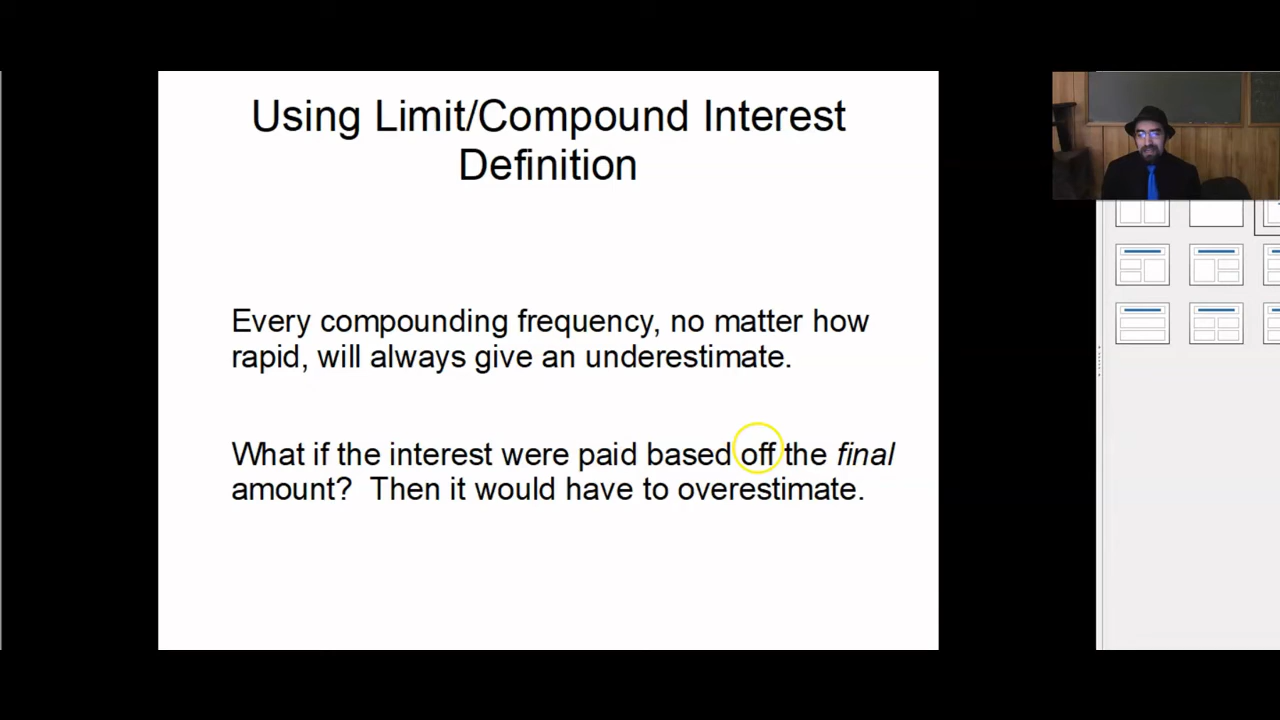 Using Limit/Compound Interest
Definition
Every compounding frequency, no matter how
rapid, will always give an underestimate.
What if the interest were paid based off the final
amount? Then it would have to overestimate.